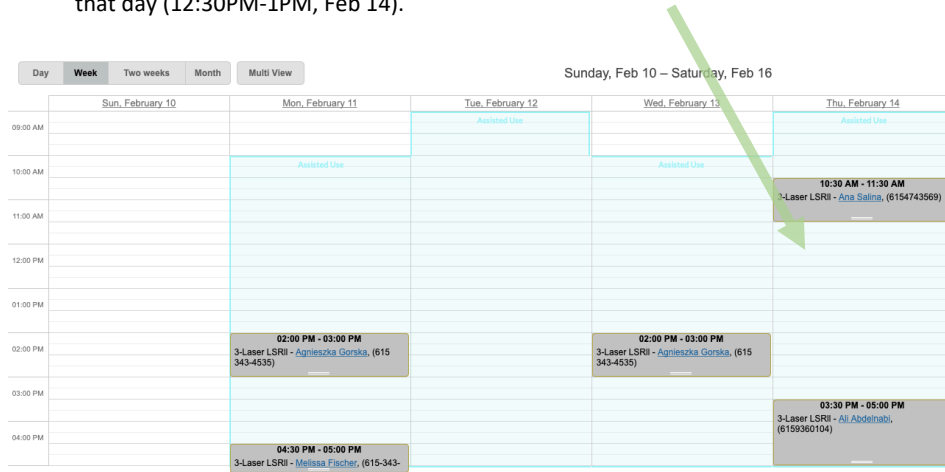 that day (12:30PM-1PM, Feb 14).
Day Week Two weeks Month Multi View
Sunday, Feb 10 – Saturday, Feb 16
Sun, February 10 Mon, February 11 Tue, February 12 Wed, February 13 Thu, February 14
09:00 AM
Assisted Use
Assisted Use
10:00 AM
Assisted Use
Assisted Use
10:30 AM - 11:30 AM
3-Laser LSRII - Ana Salina, (6154743569)
11:00 AM
12:00 PM
01:00 PM
02:00 PM
02:00 PM - 03:00 PM
3-Laser LSRII - Agnieszka Gorska, (615
343-4535)
02:00 PM - 03:00 PM
3-Laser LSRII - Agnieszka Gorska, (615
343-4535)
03:00 PM
03:30 PM - 05:00 PM
3-Laser LSRII - Ali Abdelnabi,
(6159360104)
04:00 PM
04:30 PM - 05:00 PM
3-Laser LSRII - Melissa Fischer, (615-343-